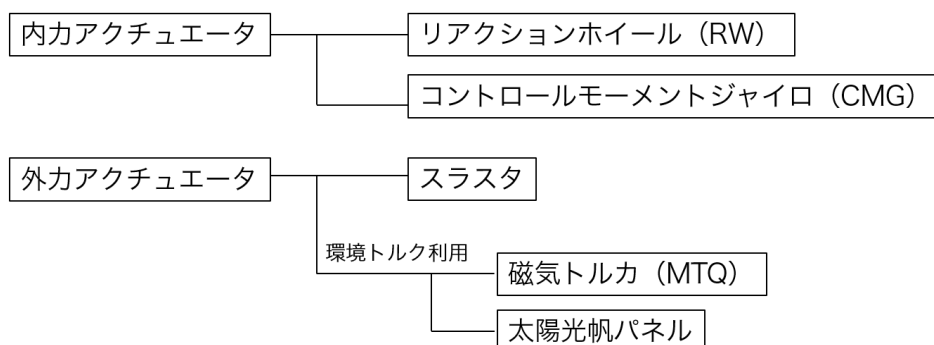 内力アクチュエータ
リアクションホイール（RW）
コントロールモーメントジャイロ（CMG）
外力アクチュエータ
スラスタ
環境トルク利用
磁気トルカ（MTQ）
太陽光帆パネル